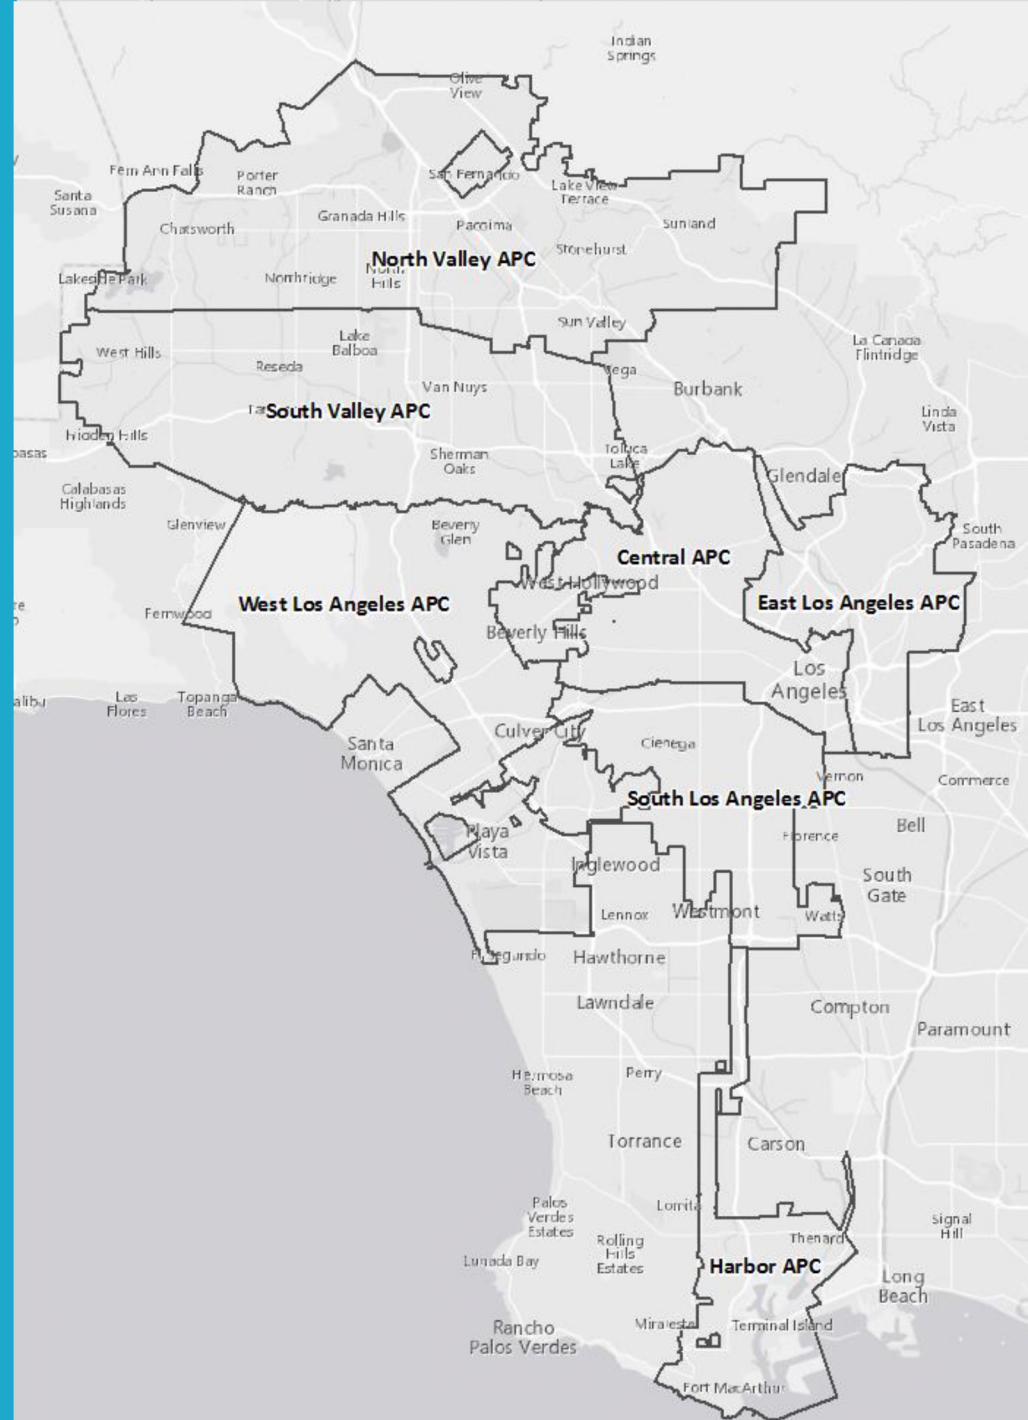 Indian
Springs
Olive
View
Fern Ann Falls
Porter
Ranch
San Fernando
Santa
Susana
Lake View
Terrace
Granada Hills
Chatsworth
Pacoima
Sunland
Stonehurst
North Valley APC
Lakeside Park
Northridge
North
Hills
Sun Valley
Lake
Balboa
West Hills
La Canada
Flintridge
Reseda
Van Nuys
Burbank
South Valley APC
Linda
Vista
Hidden Hills
Sherman
Oaks
Toluca
Lake
Glendale
Calabasas
Highlands
Glenview
Beverly
Glen
South
Pasadena
Central APC
West Hollywood
West Los Angeles APC
East Los Angeles APC
Fernwood
Beverly Hills
Los
Angeles
Las
Flores
Topanga
Beach
East
Los Angeles
Culver City
Santa
Monica
Cienega
Vernon
Commerce
South Los Angeles APC
Playa
Vista
Florence
Bell
Inglewood
South
Gate
Lennox
Westmont
Watts
Segundo
Hawthorne
Lawndale
Compton
Paramount
Hermosa
Beach
Perry
Torrance
Carson
Palos
Verdes
Estates
Lomita
Signal
Hill
Rolling
Hills
Estates
Thenard
Lunada Bay
Harbor APC
Long
Beach
Rancho
Palos Verdes
Miraleste
Terminal Island
Fort MacArthur